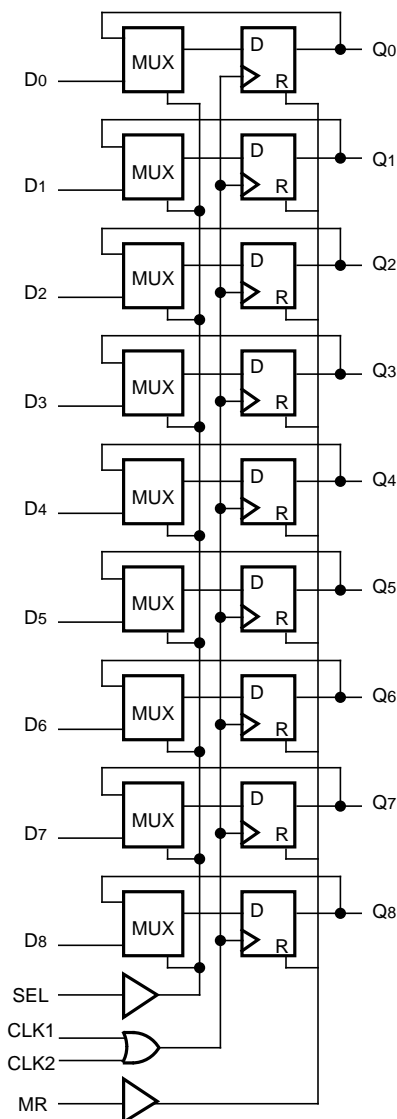 MUX D Q0
D0 R
MUX D Q1
D1 R
MUX D Q2
D2 R
MUX D Q3
D3 R
MUX D Q4
D4 R
MUX D Q5
D5 R
MUX D Q6
D6 R
MUX D Q7
D7 R
MUX D Q8
D8 R
SEL
CLK1
CLK2
MR